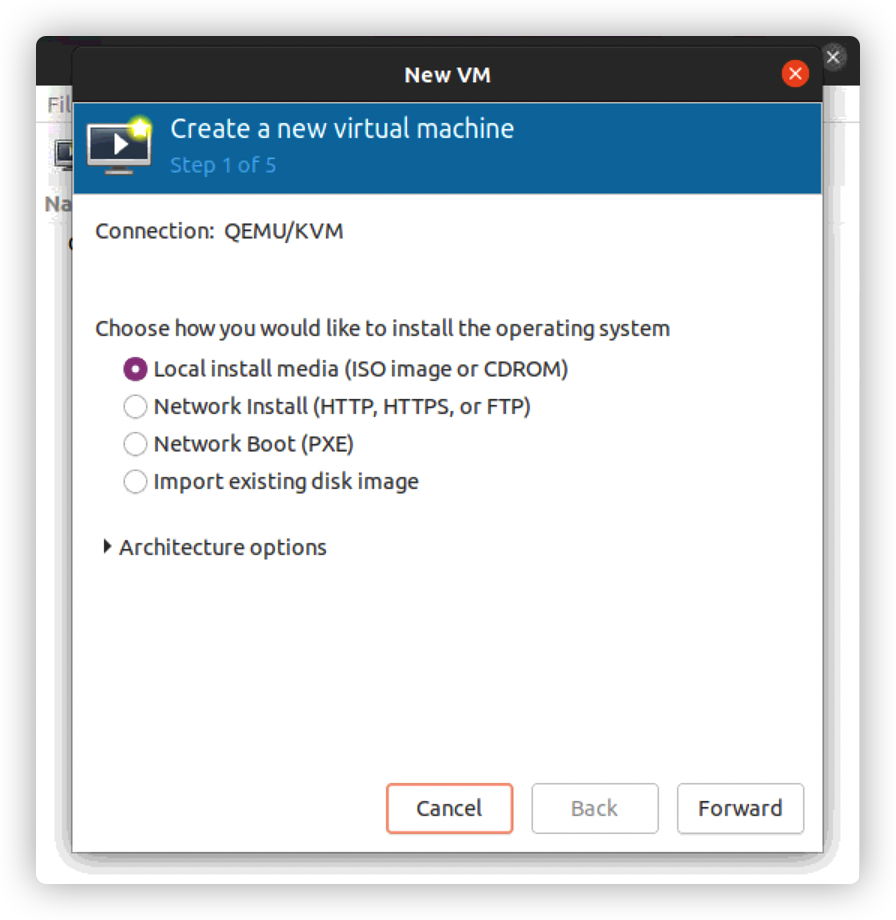 New VM
Create a new virtual machine
Step 1 of 5
Connection: QEMU/KVM
Choose how you would like to install the operating system
Local install media (ISO image or CDROM)
Network Install (HTTP, HTTPS, or FTP)
Network Boot (PXE)
Import existing disk image
Architecture options
Cancel Back Forward